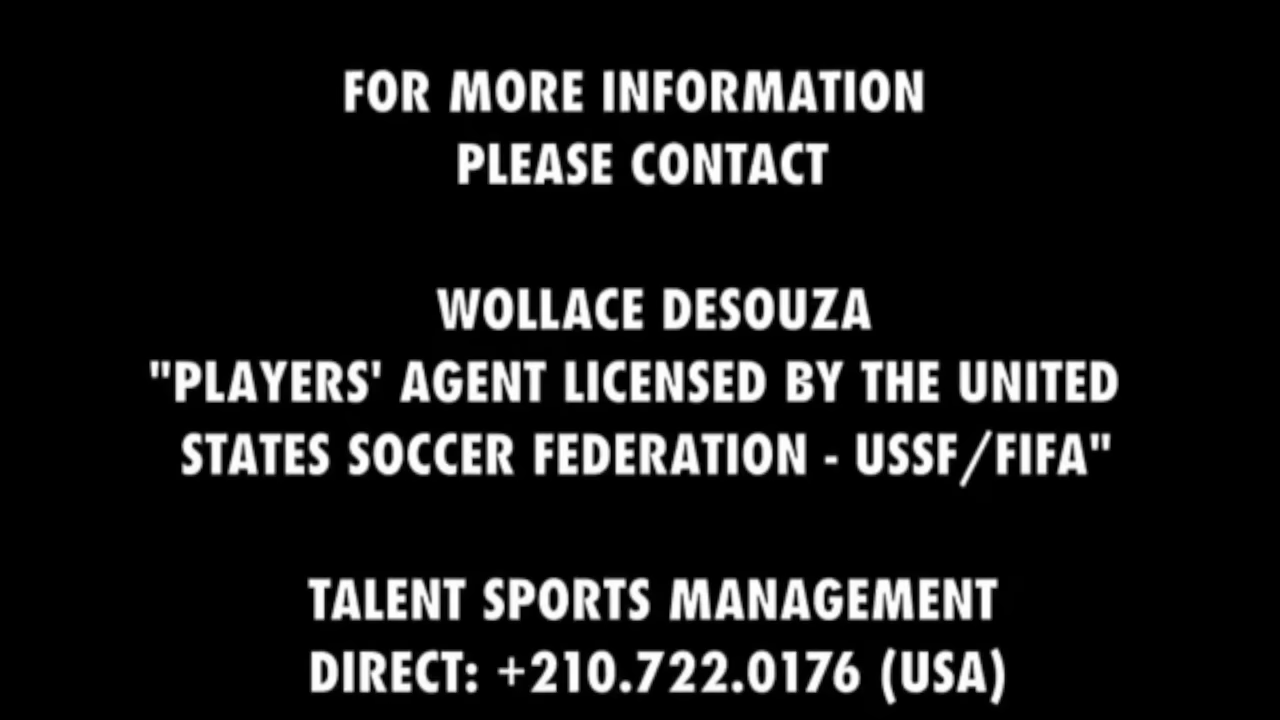 FOR MORE INFORMATION
PLEASE CONTACT
WOLLACE DESOUZA
"PLAYERS' AGENT LICENSED BY THE UNITED
STATES SOCCER FEDERATION - USSF/FIFA"
TALENT SPORTS MANAGEMENT
DIRECT: +210.722.0176 (USA)